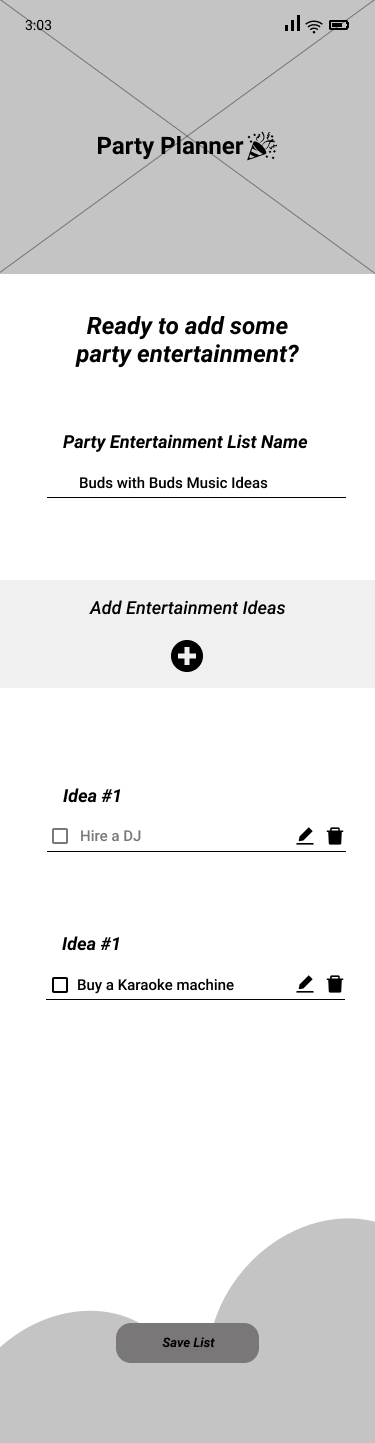 3:03
Party Planner
Ready to add some
party entertainment?
Party Entertainment List Name
Buds with Buds Music Ideas
Add Entertainment Ideas
Idea #1
Hire a DJ
Idea #1
Buy a Karaoke machine
Save List